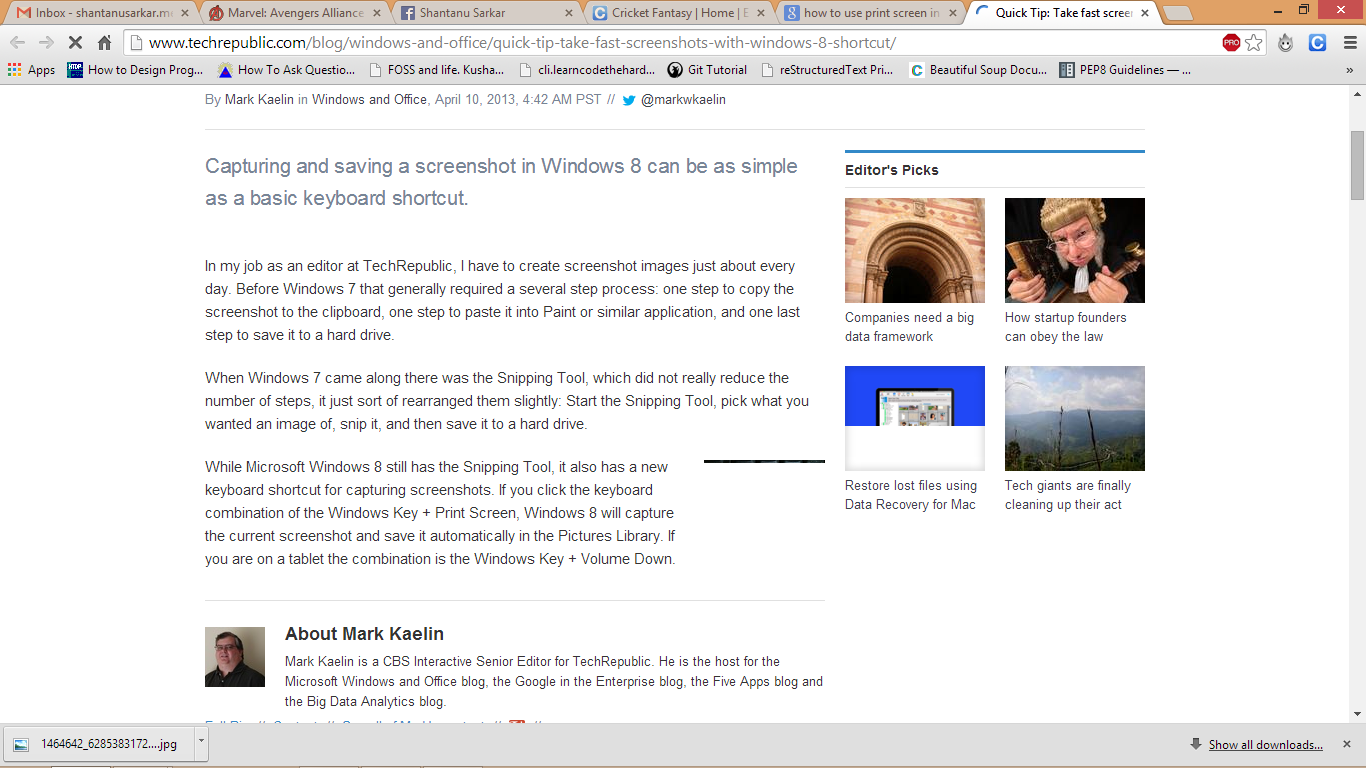 Inbox - shantanusarkar.me
Marvel: Avengers Alliance
Shantanu Sarkar
Cricket Fantasy | Home | E
how to use print screen in
Quick Tip: Take fast screen
www.techrepublic.com/blog/windows-and-office/quick-tip-take-fast-screenshots-with-windows-8-shortcut/
PRO
Apps
How to Design Prog...
How To Ask Questio...
FOSS and life. Kusha...
cli.learncodethehard...
Git Tutorial
reStructuredText Pri...
Beautiful Soup Docu...
PEP8 Guidelines — ...
»
By Mark Kaelin in Windows and Office, April 10, 2013, 4:42 AM PST // @markwkaelin
Capturing and saving a screenshot in Windows 8 can be as simple
as a basic keyboard shortcut.
In my job as an editor at TechRepublic, I have to create screenshot images just about every
day. Before Windows 7 that generally required a several step process: one step to copy the
screenshot to the clipboard, one step to paste it into Paint or similar application, and one last
step to save it to a hard drive.
When Windows 7 came along there was the Snipping Tool, which did not really reduce the
number of steps, it just sort of rearranged them slightly: Start the Snipping Tool, pick what you
wanted an image of, snip it, and then save it to a hard drive.
While Microsoft Windows 8 still has the Snipping Tool, it also has a new
keyboard shortcut for capturing screenshots. If you click the keyboard
combination of the Windows Key + Print Screen, Windows 8 will capture
the current screenshot and save it automatically in the Pictures Library. If
you are on a tablet the combination is the Windows Key + Volume Down.
About Mark Kaelin
Mark Kaelin is a CBS Interactive Senior Editor for TechRepublic. He is the host for the
Microsoft Windows and Office blog, the Google in the Enterprise blog, the Five Apps blog and
the Big Data Analytics blog.
Editor's Picks
Companies need a big
data framework
How startup founders
can obey the law
Restore lost files using
Data Recovery for Mac
Tech giants are finally
cleaning up their act
1464642_6285383172....jpg
Show all downloads...